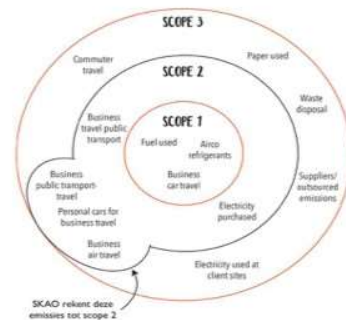 SCOPE 3
Commuter
travel
Paper used
SCOPE 2
Waste
disposal
Business
travel public
transport
SCOPE 1
Fuel used
Airco
refrigerants
Business
car travel
Business
public transport
travel
Personal cars for
business travel
Business
air travel
Electricity
purchased
Suppliers/
outsourced
emissions
Electricity used at
client sites
SKAO rekent deze
emissies tot scope 2